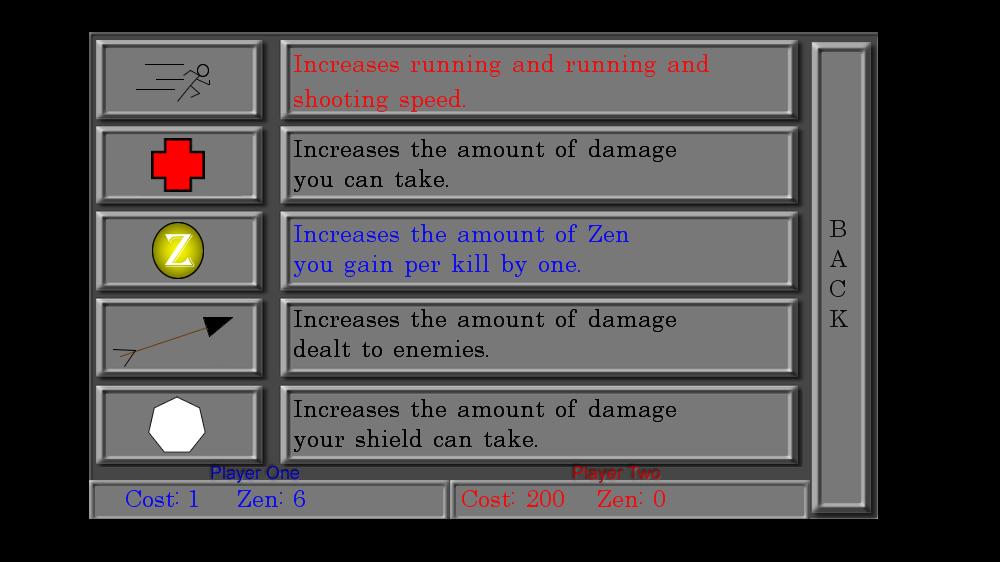 Increases running and running and
shooting speed.
Increases the amount of damage
you can take.
Z
Increases the amount of Zen
you gain per kill by one.
Increases the amount of damage
dealt to enemies.
Increases the amount of damage
your shield can take.
B
A
C
K
Player One
Player Two
Cost: 1 Zen: 6
Cost: 200 Zen: 0